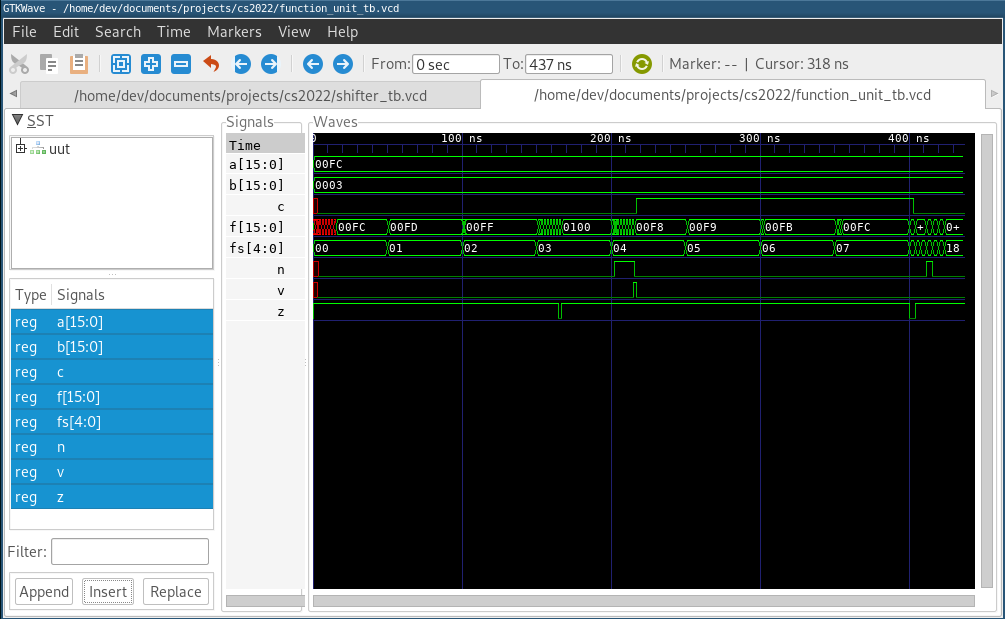 GTKWave - /home/dev/documents/projects/cs2022/function_unit_tb.vcd
File Edit Search Time Markers View Help
From: 0 sec To: 437 ns Marker: -- | Cursor: 318 ns
/home/dev/documents/projects/cs2022/shifter_tb.vcd /home/dev/documents/projects/cs2022/function_unit_tb.vcd
SST
uut
Type Signals
reg a[15:0]
reg b[15:0]
reg c
reg f[15:0]
reg fs[4:0]
reg n
reg v
reg z
Filter:
Append Insert Replace
Signals
Time
a[15:0]
b[15:0]
c
f[15:0]
fs[4:0]
n
v
z
Waves
0 100 ns 200 ns 300 ns 400 ns
00FC
0003
00FC 00FD 00FF 0100 00F8 00F9 00FB 00FC + 0+
00 01 02 03 04 05 06 07 18